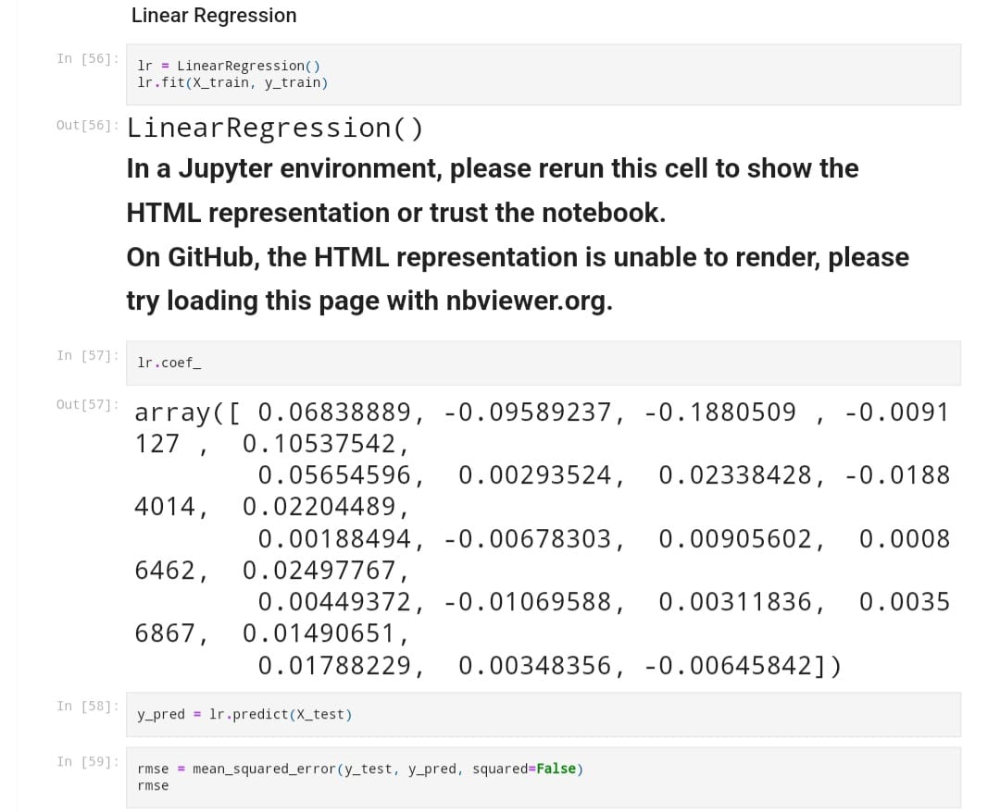 Linear Regression
In [56]:
lr = LinearRegression()
lr.fit(X_train, y_train)
Out[56]:
LinearRegression()
In a Jupyter environment, please rerun this cell to show the
HTML representation or trust the notebook.
On GitHub, the HTML representation is unable to render, please
try loading this page with nbviewer.org.
In [57]:
lr.coef_
Out[57]:
array([ 0.06838889, -0.09589237, -0.1880509 , -0.0091
127 ,  0.10537542,
        0.05654596,  0.00293524,  0.02338428, -0.0188
4014,  0.02204489,
        0.00188494, -0.00678303,  0.00905602,  0.0008
6462,  0.02497767,
        0.00449372, -0.01069588,  0.00311836,  0.0035
6867,  0.01490651,
        0.01788229,  0.00348356, -0.00645842])
In [58]:
y_pred = lr.predict(X_test)
In [59]:
rmse = mean_squared_error(y_test, y_pred, squared=False)
rmse